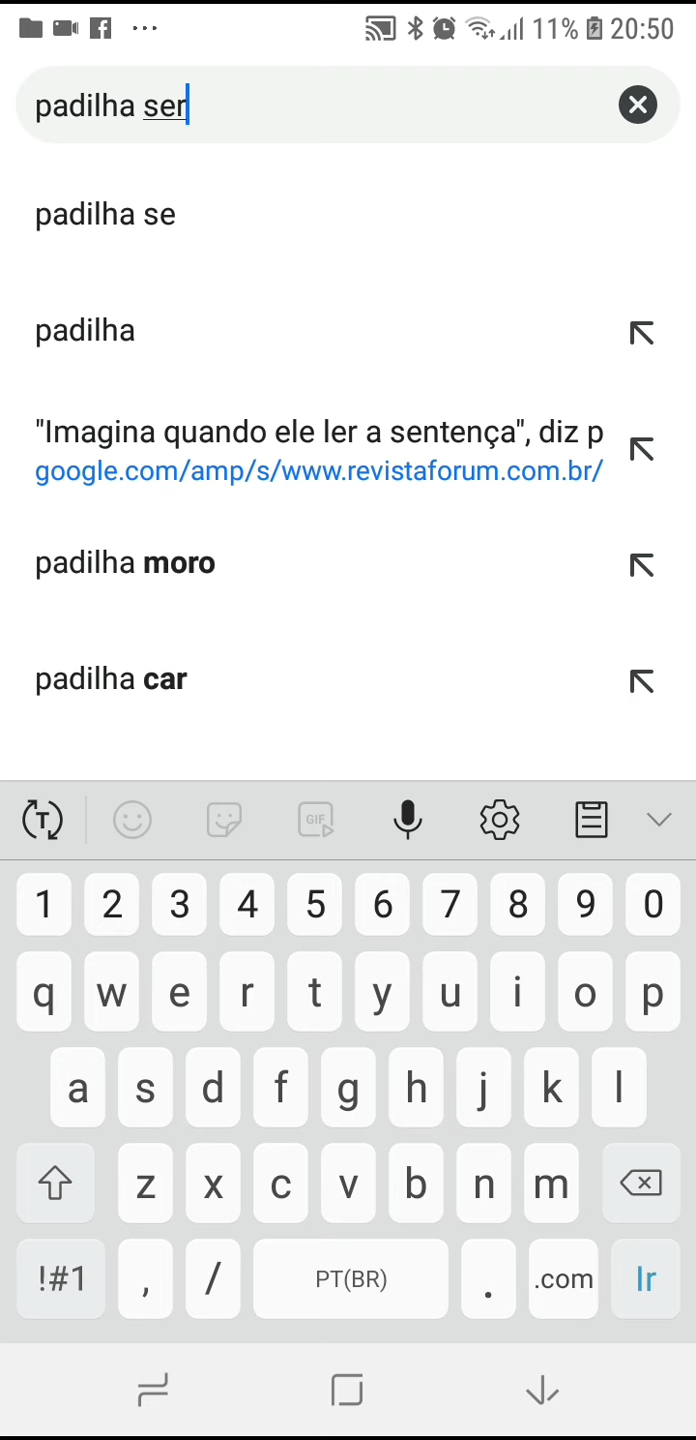 11% 20:50
padilha ser
padilha se
padilha
"Imagina quando ele ler a sentença", diz p
google.com/amp/s/www.revistaforum.com.br/
padilha moro
padilha car
T GIF
1 2 3 4 5 6 7 8 9 0
q w e r t y u i o p
a s d f g h j k l
z x c v b n m
!#1 , / PT(BR) . .com Ir